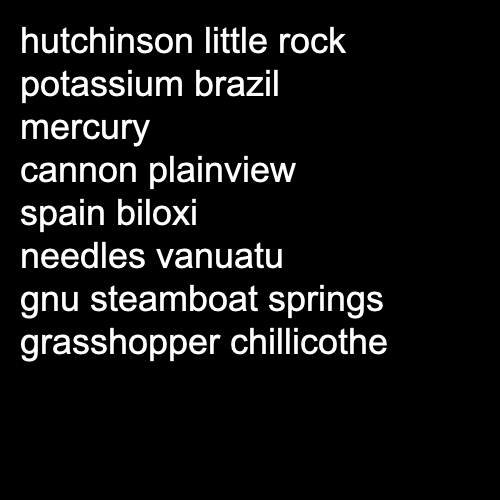 hutchinson little rock
potassium brazil
mercury
cannon plainview
spain biloxi
needles vanuatu
gnu steamboat springs
grasshopper chillicothe